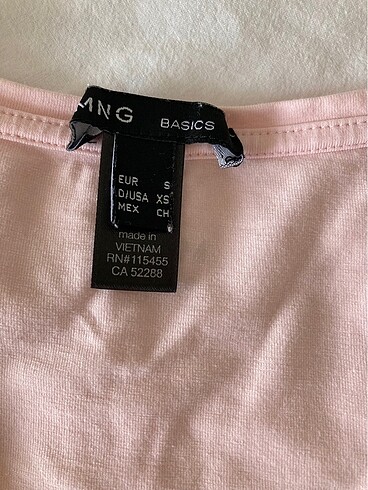 MNG BASICS
EUR S
D/USA XS
MEX CH
made in
VIETNAM
RN#115455
CA 52288